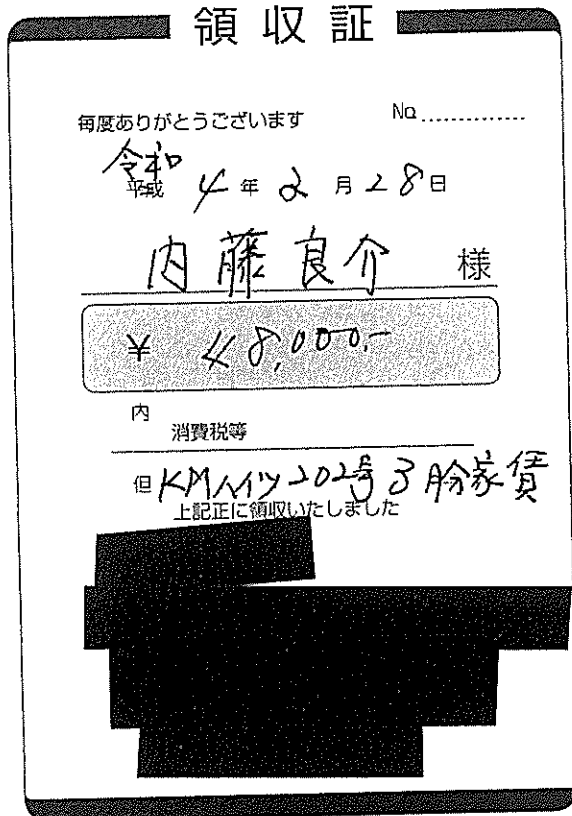 領収証
毎度ありがとうございます No..............
令和
平成 4年2月28日
内藤良介 様
¥ 48,000.-
内
消費税等
但 KMハイツ202号3月分家賃
上記正に領収いたしました